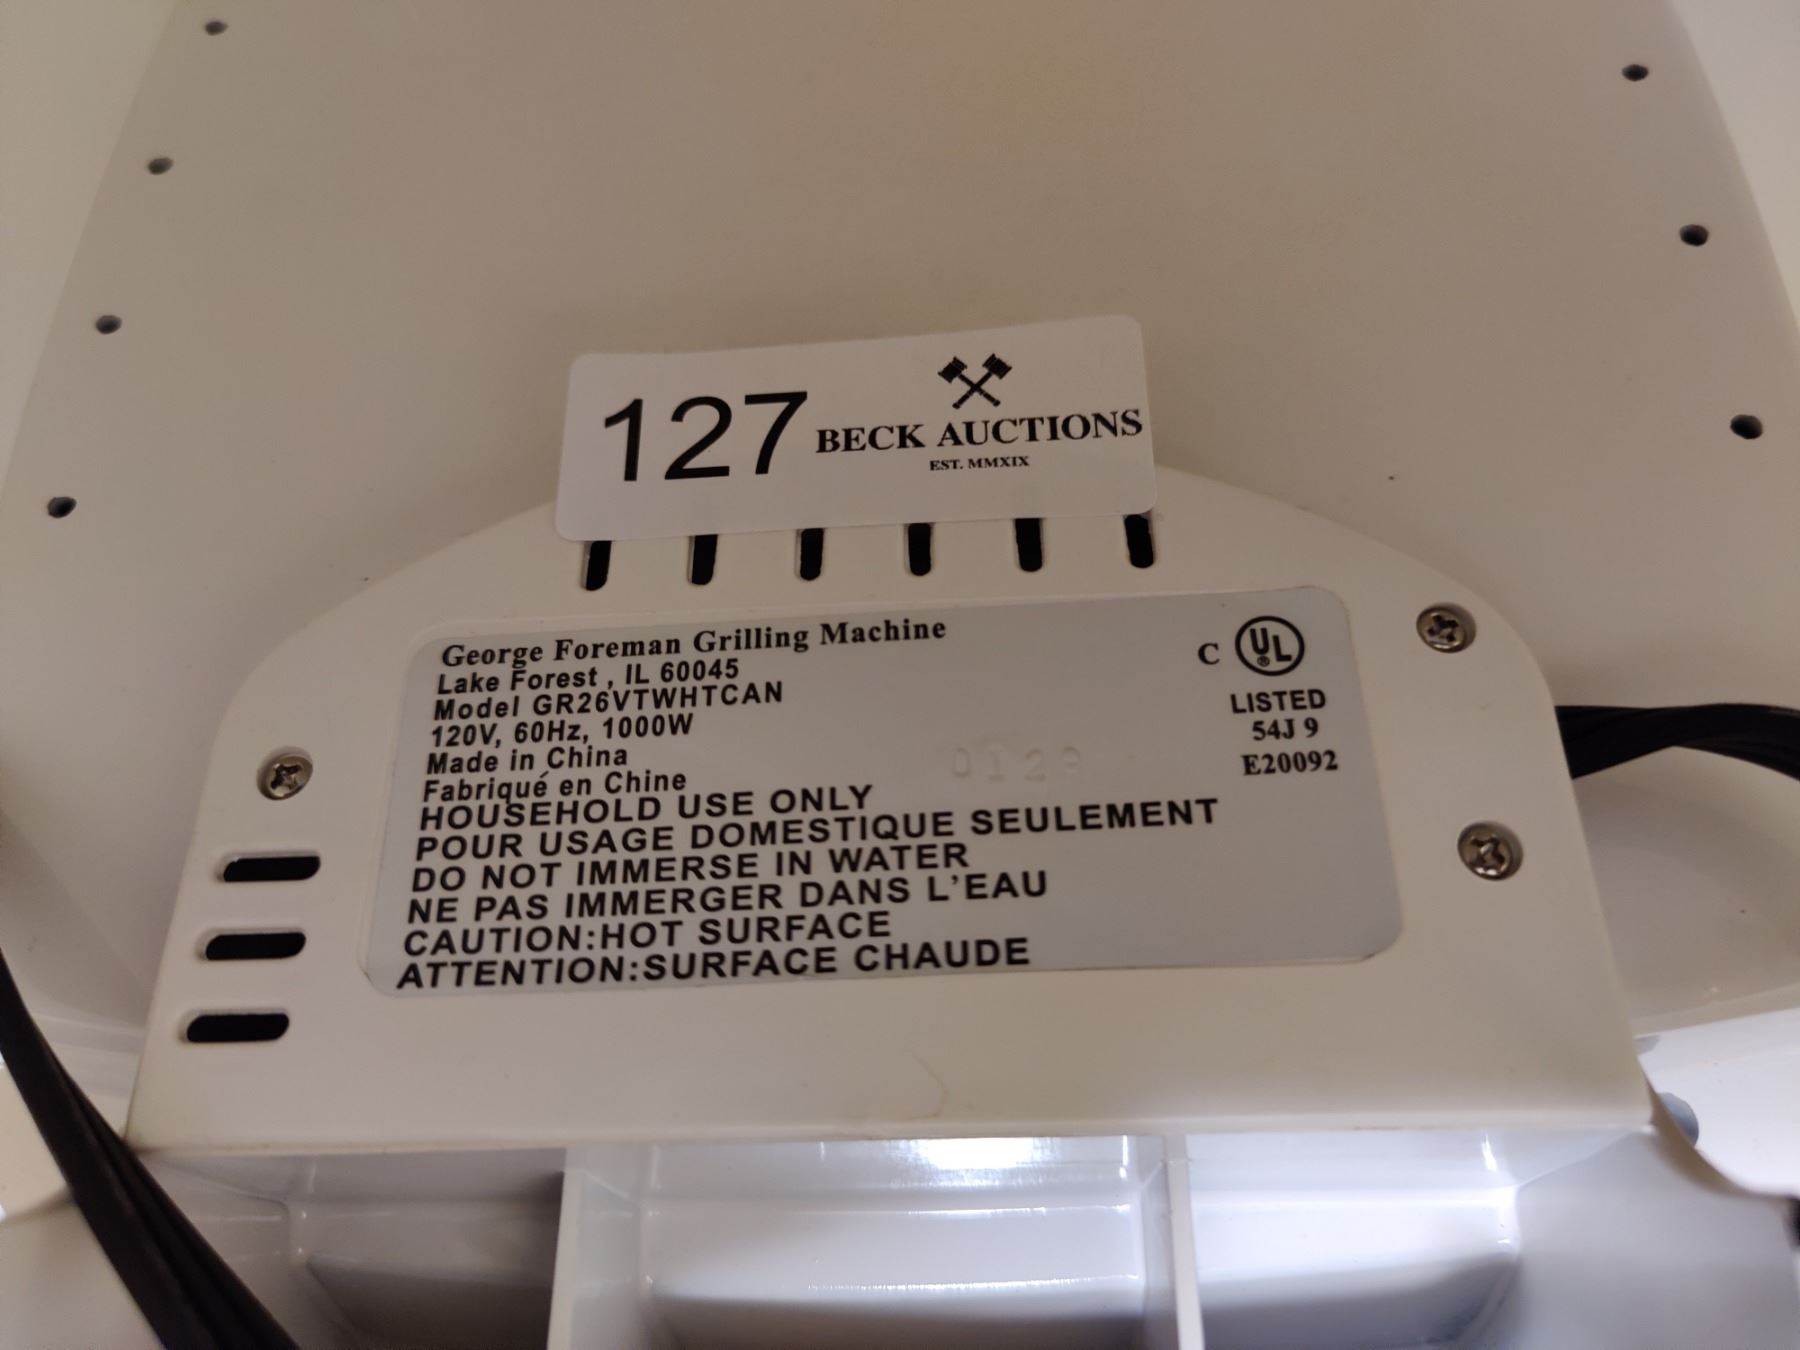 127 BECK AUCTIONS
EST. MMXIX
George Foreman Grilling Machine
Lake Forest , IL 60045
Model GR26VTWHTCAN
120V, 60Hz, 1000W
Made in China
Fabriqué en Chine
HOUSEHOLD USE ONLY
POUR USAGE DOMESTIQUE SEULEMENT
DO NOT IMMERSE IN WATER
NE PAS IMMERGER DANS L'EAU
CAUTION:HOT SURFACE
ATTENTION:SURFACE CHAUDE
C UL ®
LISTED
54J 9
E20092